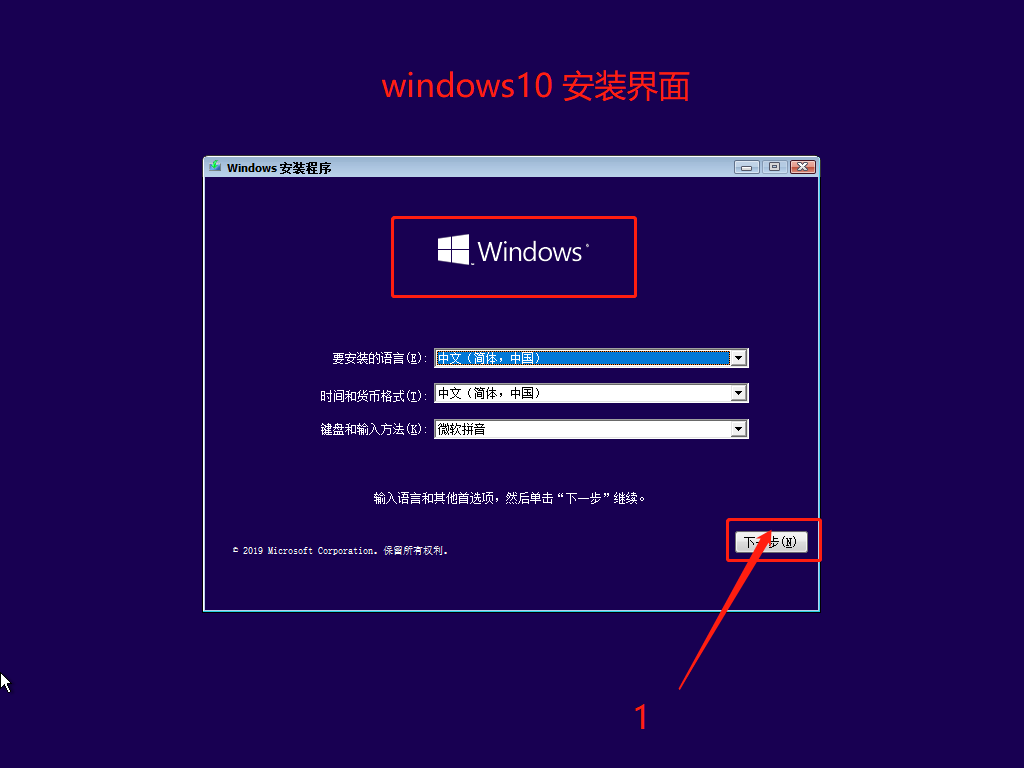 windows10 安装界面
Windows 安装程序
Windows
要安装的语言(E): 中文(简体，中国)
时间和货币格式(T): 中文(简体，中国)
键盘和输入方法(K): 微软拼音
输入语言和其他首选项，然后单击“下一步”继续。
© 2019 Microsoft Corporation。保留所有权利。
下一步(N)
1